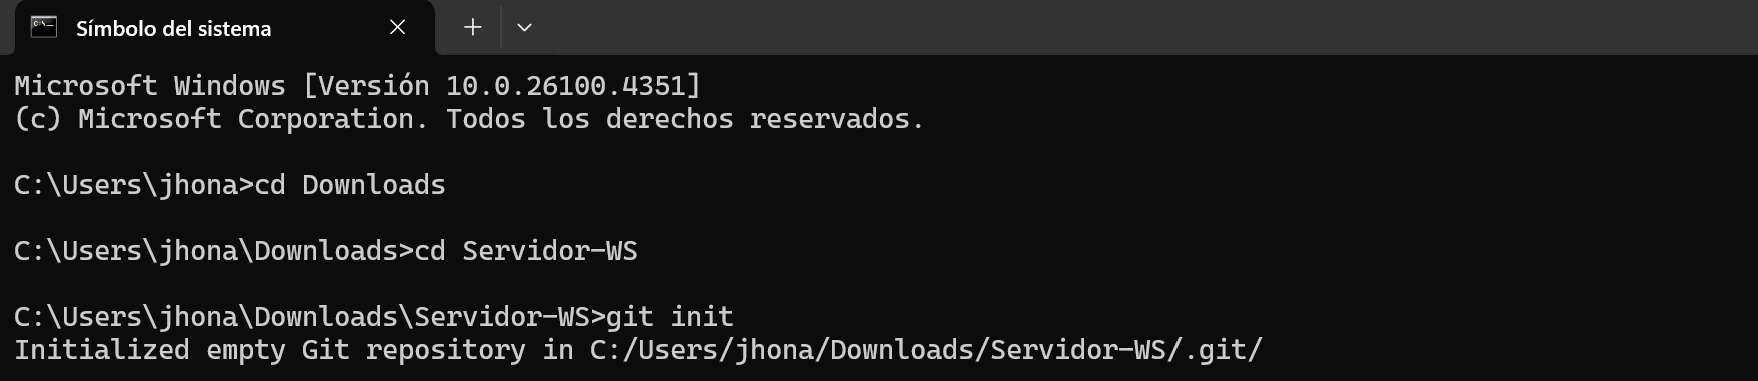 Símbolo del sistema
Microsoft Windows [Versión 10.0.26100.4351]
(c) Microsoft Corporation. Todos los derechos reservados.
C:\Users\jhona>cd Downloads
C:\Users\jhona\Downloads>cd Servidor-WS
C:\Users\jhona\Downloads\Servidor-WS>git init
Initialized empty Git repository in C:/Users/jhona/Downloads/Servidor-WS/.git/